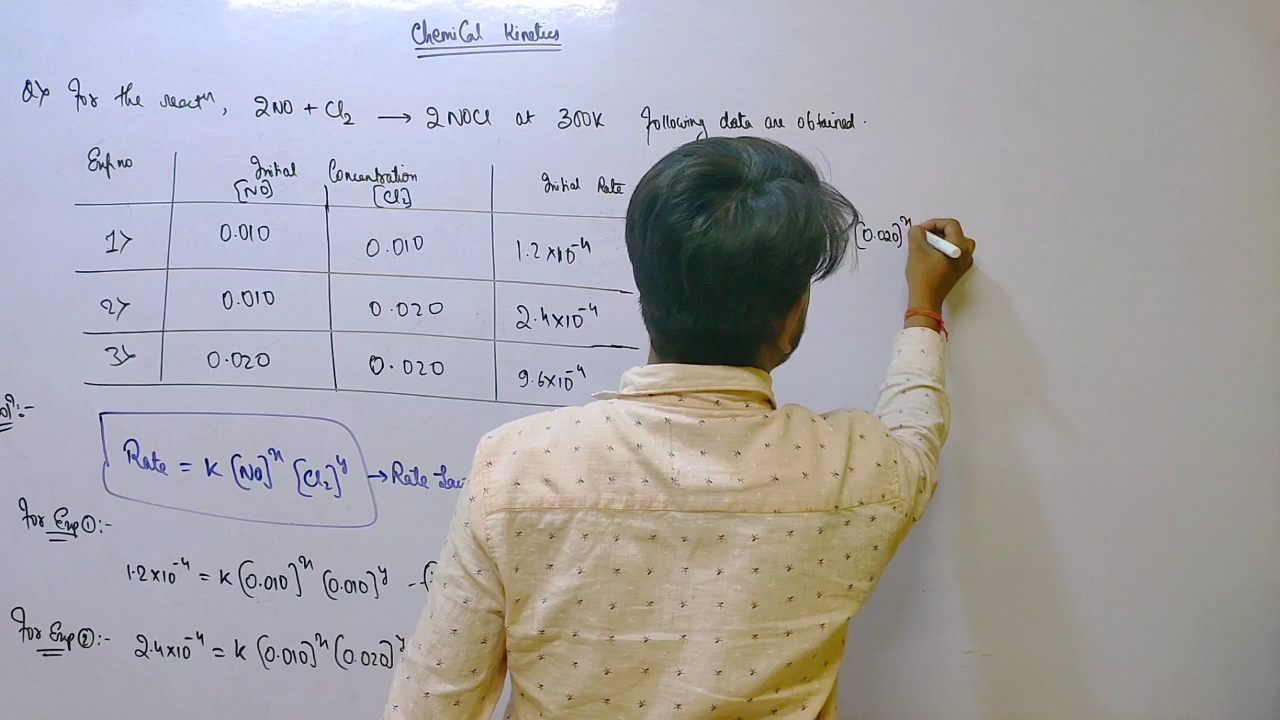 Chemical Kinetics
Q> For the reactⁿ, 2NO + Cl₂ → 2NOCl at 300K following data are obtained.
Exp.no Initial Concentration Initial Rate
[NO] [Cl₂]
1> 0.010 0.010 1.2×10⁻⁴
2> 0.010 0.020 2.4×10⁻⁴
3> 0.020 0.020 9.6×10⁻⁴
[0.020]ˣ
Rate = K [NO]ˣ [Cl₂]ʸ → Rate
For Exp①:-
1.2×10⁻⁴ = K (0.010)ˣ (0.010)ʸ
For Exp②:- 2.4×10⁻⁴ = K (0.010)ˣ (0.020)ʸ